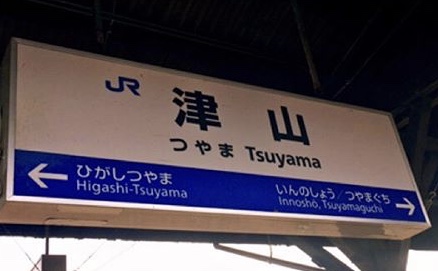 JR
津山
つやま Tsuyama
← ひがしつやま
Higashi-Tsuyama
いんのしょう／つやまぐち →
Innoshō, Tsuyamaguchi